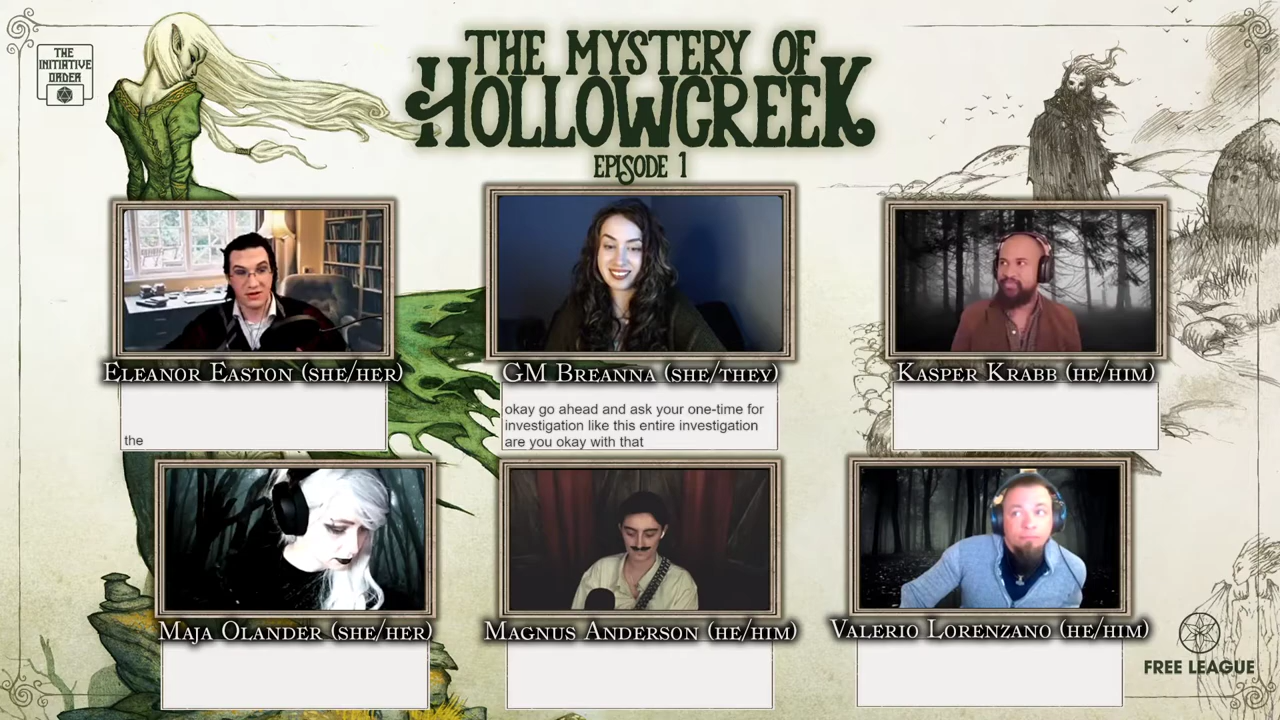 THE
INITIATIVE
ORDER
THE MYSTERY OF
HOLLOWGREEK
EPISODE 1
ELEANOR EASTON (SHE/HER)
GM BREANNA (SHE/THEY)
KASPER KRABB (HE/HIM)
the
okay go ahead and ask your one-time for
investigation like this entire investigation
are you okay with that
MAJA OLANDER (SHE/HER)
MAGNUS ANDERSON (HE/HIM)
VALERIO LORENZANO (HE/HIM)
FREE LEAGUE